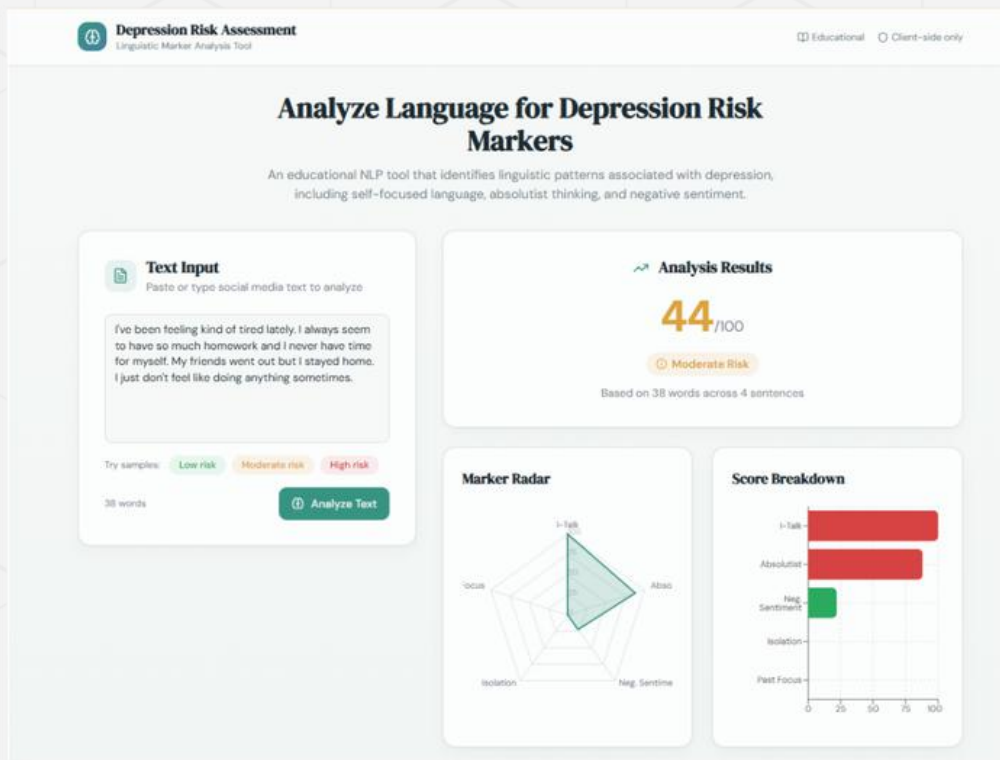 Depression Risk Assessment
Linguistic Marker Analysis Tool
Educational
Client-side only
Analyze Language for Depression Risk
Markers
An educational NLP tool that identifies linguistic patterns associated with depression,
including self-focused language, absolutist thinking, and negative sentiment.
Text Input
Paste or type social media text to analyze
I've been feeling kind of tired lately. I always seem
to have so much homework and I never have time
for myself. My friends went out but I stayed home.
I just don't feel like doing anything sometimes.
Try samples:
Low risk
Moderate risk
High risk
38 words
Analyze Text
Analysis Results
44/100
Moderate Risk
Based on 38 words across 4 sentences
Marker Radar
I-Talk
Abso
Neg. Sentime
Isolation
ocus
Score Breakdown
I-Talk
Absolutist
Neg.
Sentiment
Isolation
Past Focus
0 25 50 75 100